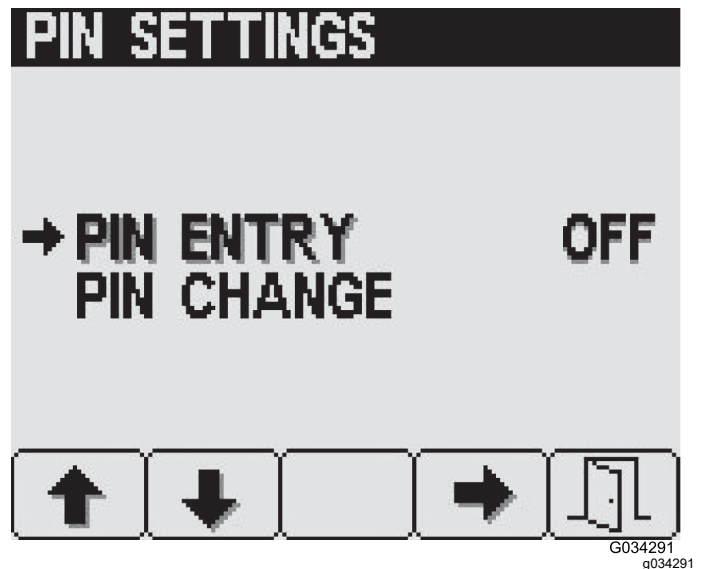 PIN SETTINGS
PIN ENTRY OFF
PIN CHANGE
G034291
g034291